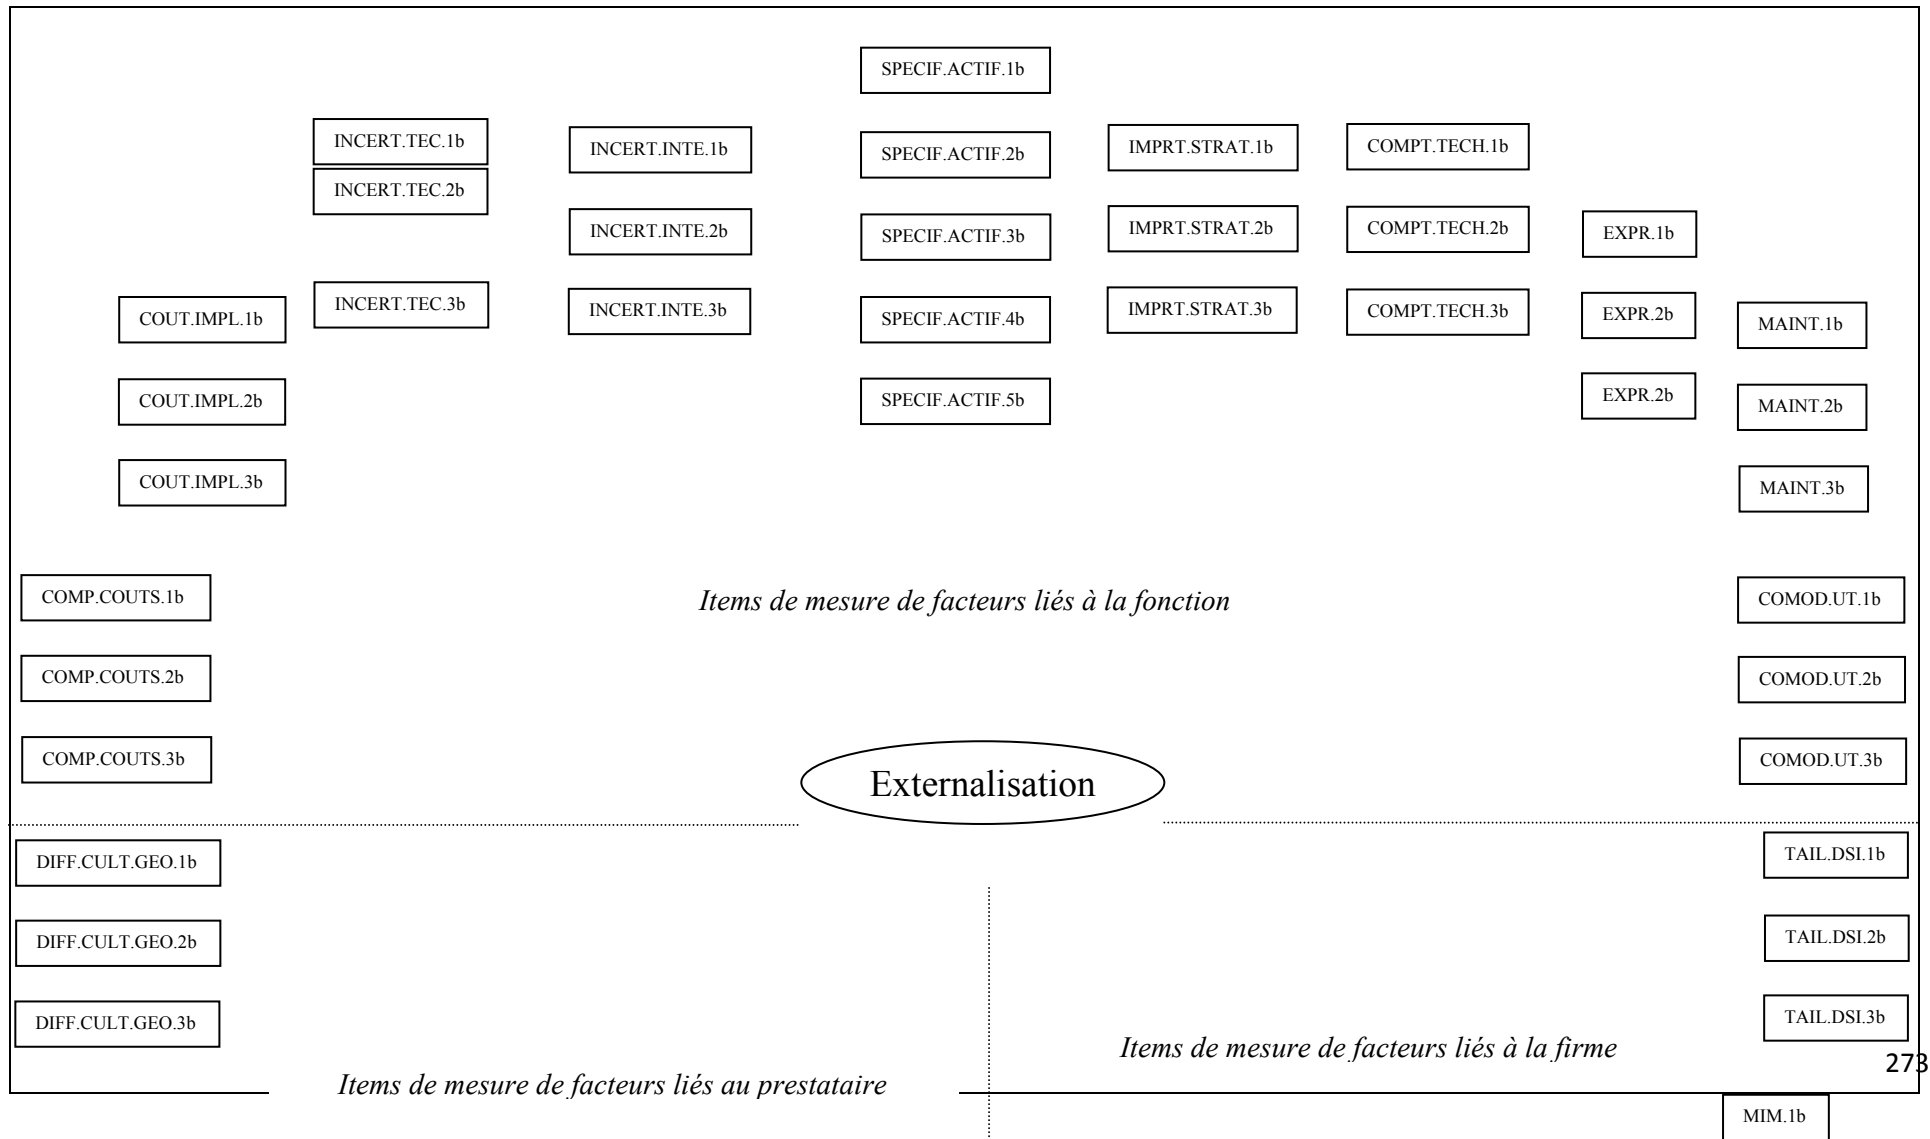 SPECIF.ACTIF.1b
INCERT.TEC.1b
INCERT.TEC.2b
INCERT.TEC.3b
INCERT.INTE.1b
INCERT.INTE.2b
INCERT.INTE.3b
SPECIF.ACTIF.2b
SPECIF.ACTIF.3b
SPECIF.ACTIF.4b
SPECIF.ACTIF.5b
IMPRT.STRAT.1b
IMPRT.STRAT.2b
IMPRT.STRAT.3b
COMPT.TECH.1b
COMPT.TECH.2b
COMPT.TECH.3b
EXPR.1b
EXPR.2b
EXPR.2b
MAINT.1b
MAINT.2b
MAINT.3b
COUT.IMPL.1b
COUT.IMPL.2b
COUT.IMPL.3b
COMP.COUTS.1b
COMP.COUTS.2b
COMP.COUTS.3b
Items de mesure de facteurs liés à la fonction
COMOD.UT.1b
COMOD.UT.2b
COMOD.UT.3b
Externalisation
DIFF.CULT.GEO.1b
DIFF.CULT.GEO.2b
DIFF.CULT.GEO.3b
TAIL.DSI.1b
TAIL.DSI.2b
TAIL.DSI.3b
Items de mesure de facteurs liés à la firme
273
Items de mesure de facteurs liés au prestataire
MIM.1b